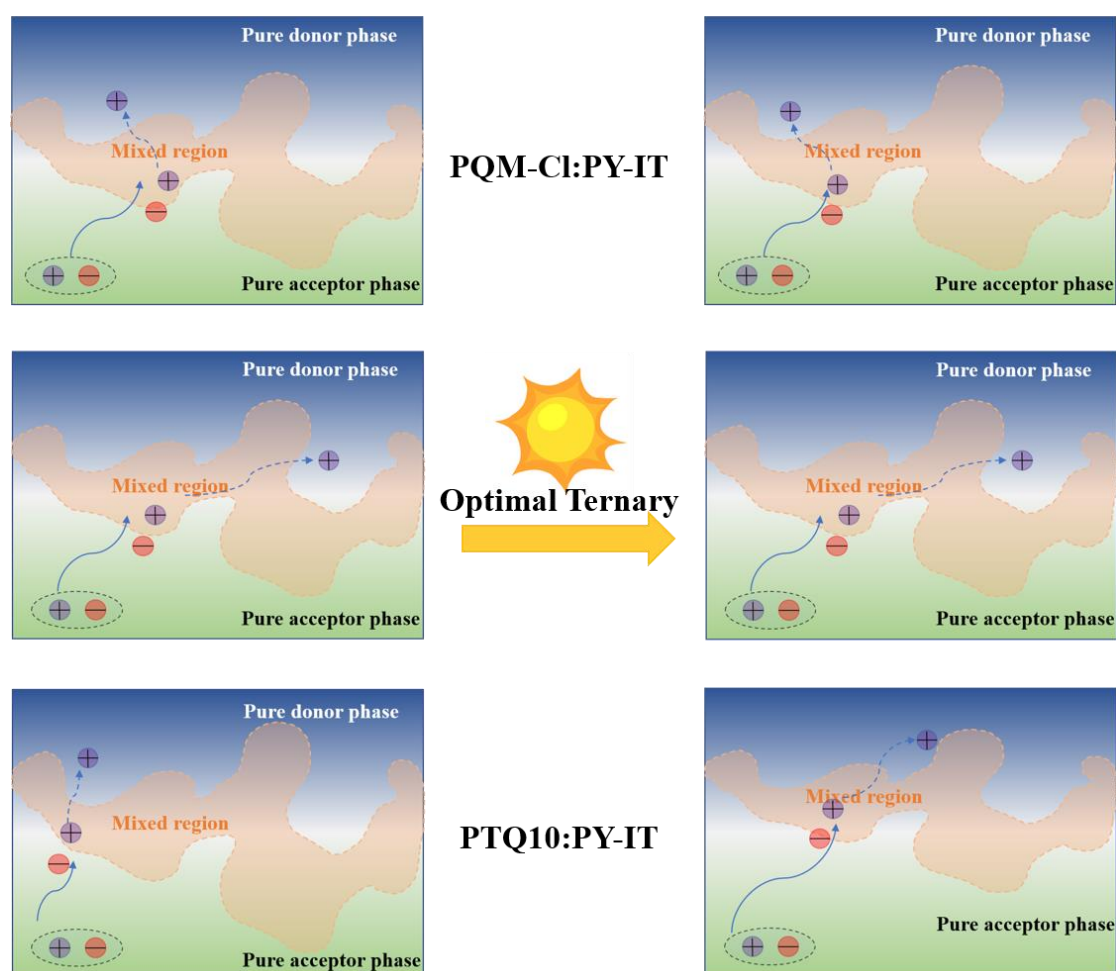 Pure donor phase
Mixed region
Pure acceptor phase
PQM-Cl:PY-IT
Pure donor phase
Mixed region
Pure acceptor phase
Pure donor phase
Mixed region
Pure acceptor phase
Optimal Ternary
Pure donor phase
Mixed region
Pure acceptor phase
Pure donor phase
Mixed region
Pure acceptor phase
PTQ10:PY-IT
Pure donor phase
Mixed region
Pure acceptor phase